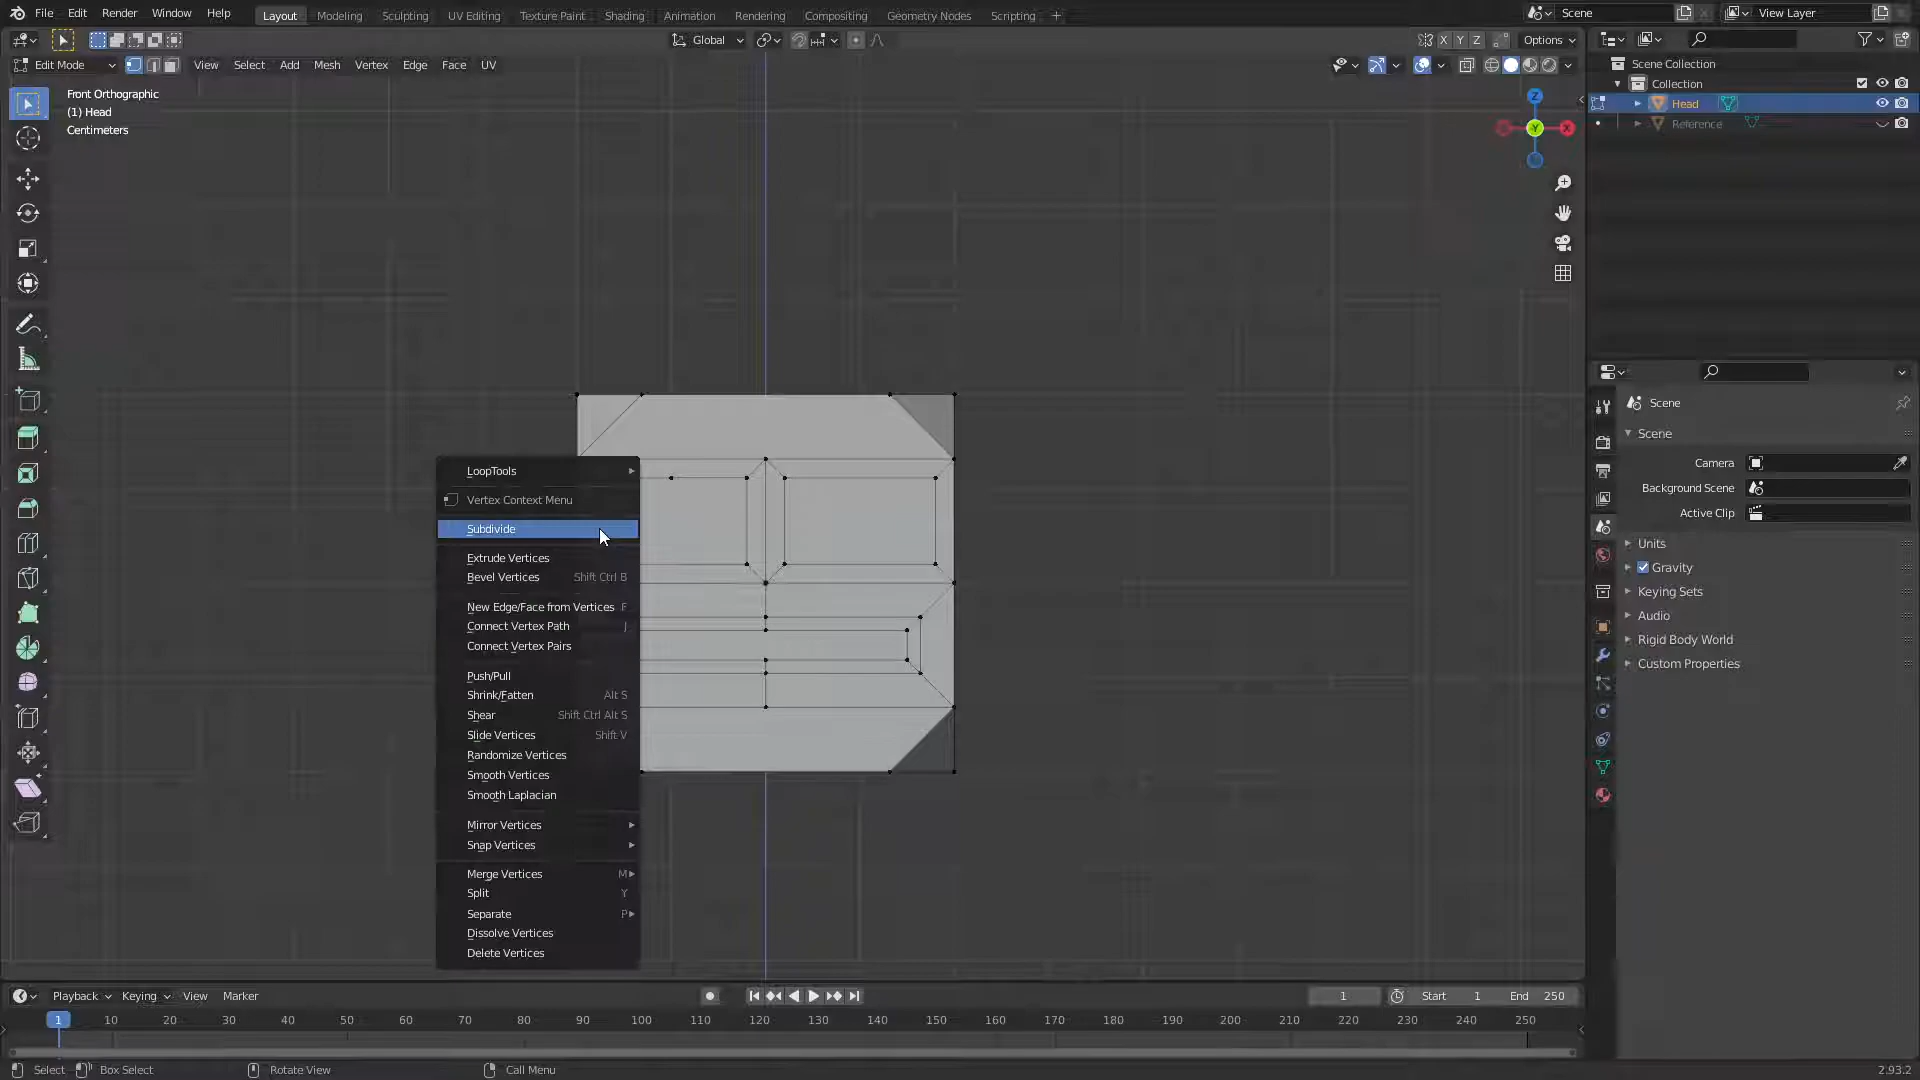 File Edit Render Window Help Layout Modeling Sculpting UV Editing Texture Paint Shading Animation Rendering Compositing Geometry Nodes Scripting + Scene View Layer
Global X Y Z Options
Edit Mode View Select Add Mesh Vertex Edge Face UV
Scene Collection
Collection
Head
Reference
Front Orthographic
(1) Head
Centimeters
Z
Y
X
LoopTools
Vertex Context Menu
Subdivide
Extrude Vertices
Bevel Vertices Shift Ctrl B
New Edge/Face from Vertices F
Connect Vertex Path J
Connect Vertex Pairs
Push/Pull
Shrink/Fatten Alt S
Shear Shift Ctrl Alt S
Slide Vertices Shift V
Randomize Vertices
Smooth Vertices
Smooth Laplacian
Mirror Vertices
Snap Vertices
Merge Vertices M
Split Y
Separate P
Dissolve Vertices
Delete Vertices
Scene
Scene
Camera
Background Scene
Active Clip
Units
Gravity
Keying Sets
Audio
Rigid Body World
Custom Properties
Playback Keying View Marker 1 Start 1 End 250
1 10 20 30 40 50 60 70 80 90 100 110 120 130 140 150 160 170 180 190 200 210 220 230 240 250
Select Box Select Rotate View Call Menu 2.93.2